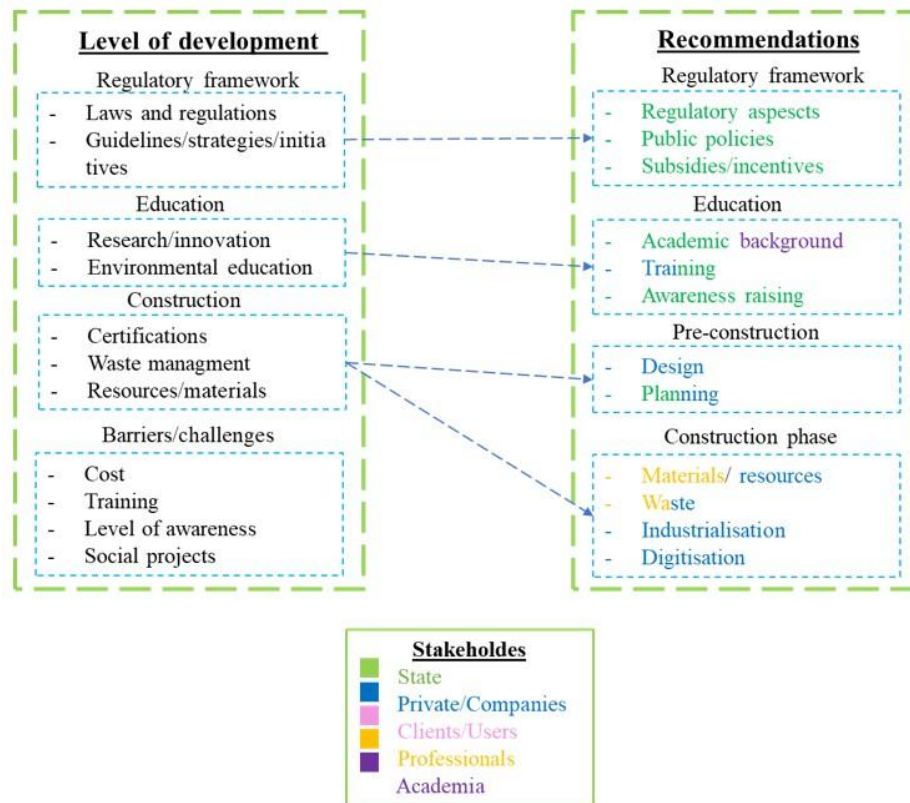 Level of development
Regulatory framework
- Laws and regulations
- Guidelines/strategies/initia
tives
Education
- Research/innovation
- Environmental education
Construction
- Certifications
- Waste managment
- Resources/materials
Barriers/challenges
- Cost
- Training
- Level of awareness
- Social projects
Recommendations
Regulatory framework
- Regulatory aspescts
- Public policies
- Subsidies/incentives
Education
- Academic background
- Training
- Awareness raising
Pre-construction
- Design
- Planning
Construction phase
- Materials/ resources
- Waste
- Industrialisation
- Digitisation
Stakeholdes
State
Private/Companies
Clients/Users
Professionals
Academia